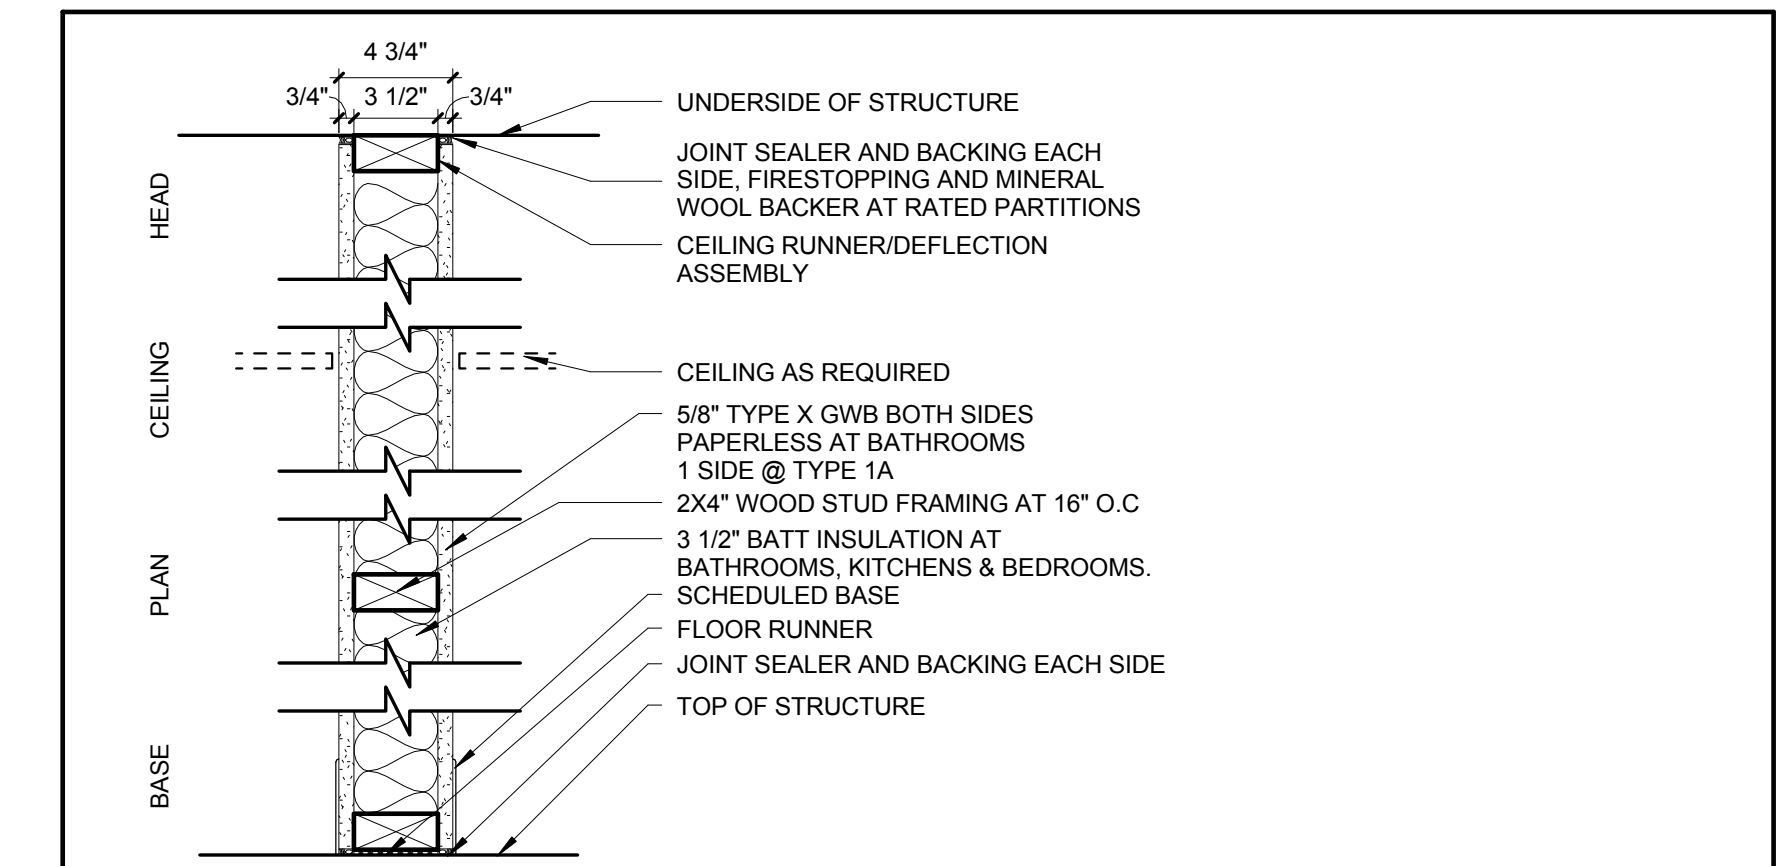 4 3/4"
3/4" 3 1/2" 3/4"
UNDERSIDE OF STRUCTURE
JOINT SEALER AND BACKING EACH
SIDE, FIRESTOPPING AND MINERAL
WOOL BACKER AT RATED PARTITIONS
HEAD
CEILING RUNNER/DEFLECTION
ASSEMBLY
CEILING
CEILING AS REQUIRED
5/8" TYPE X GWB BOTH SIDES
PAPERLESS AT BATHROOMS
1 SIDE @ TYPE 1A
2X4" WOOD STUD FRAMING AT 16" O.C
PLAN
3 1/2" BATT INSULATION AT
BATHROOMS, KITCHENS & BEDROOMS.
SCHEDULED BASE
FLOOR RUNNER
JOINT SEALER AND BACKING EACH SIDE
TOP OF STRUCTURE
BASE